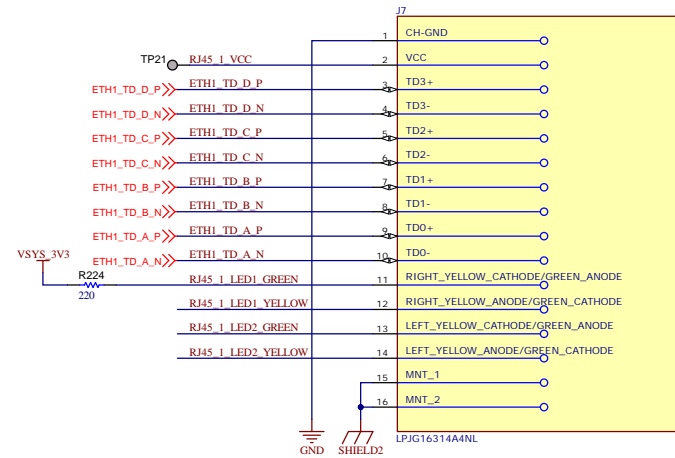 J7
1 CH-GND
TP21 RJ45_1_VCC 2 VCC
ETH1_TD_D_P ETH1_TD_D_P 3 TD3+
ETH1_TD_D_N ETH1_TD_D_N 4 TD3-
ETH1_TD_C_P ETH1_TD_C_P 5 TD2+
ETH1_TD_C_N ETH1_TD_C_N 6 TD2-
ETH1_TD_B_P ETH1_TD_B_P 7 TD1+
ETH1_TD_B_N ETH1_TD_B_N 8 TD1-
ETH1_TD_A_P ETH1_TD_A_P 9 TD0+
ETH1_TD_A_N ETH1_TD_A_N 10 TD0-
VSYS_3V3
R224 RJ45_1_LED1_GREEN 11 RIGHT_YELLOW_CATHODE/GREEN_ANODE
220
RJ45_1_LED1_YELLOW 12 RIGHT_YELLOW_ANODE/GREEN_CATHODE
RJ45_1_LED2_GREEN 13 LEFT_YELLOW_CATHODE/GREEN_ANODE
RJ45_1_LED2_YELLOW 14 LEFT_YELLOW_ANODE/GREEN_CATHODE
15 MNT_1
16 MNT_2
LPJG16314A4NL
GND SHIELD2